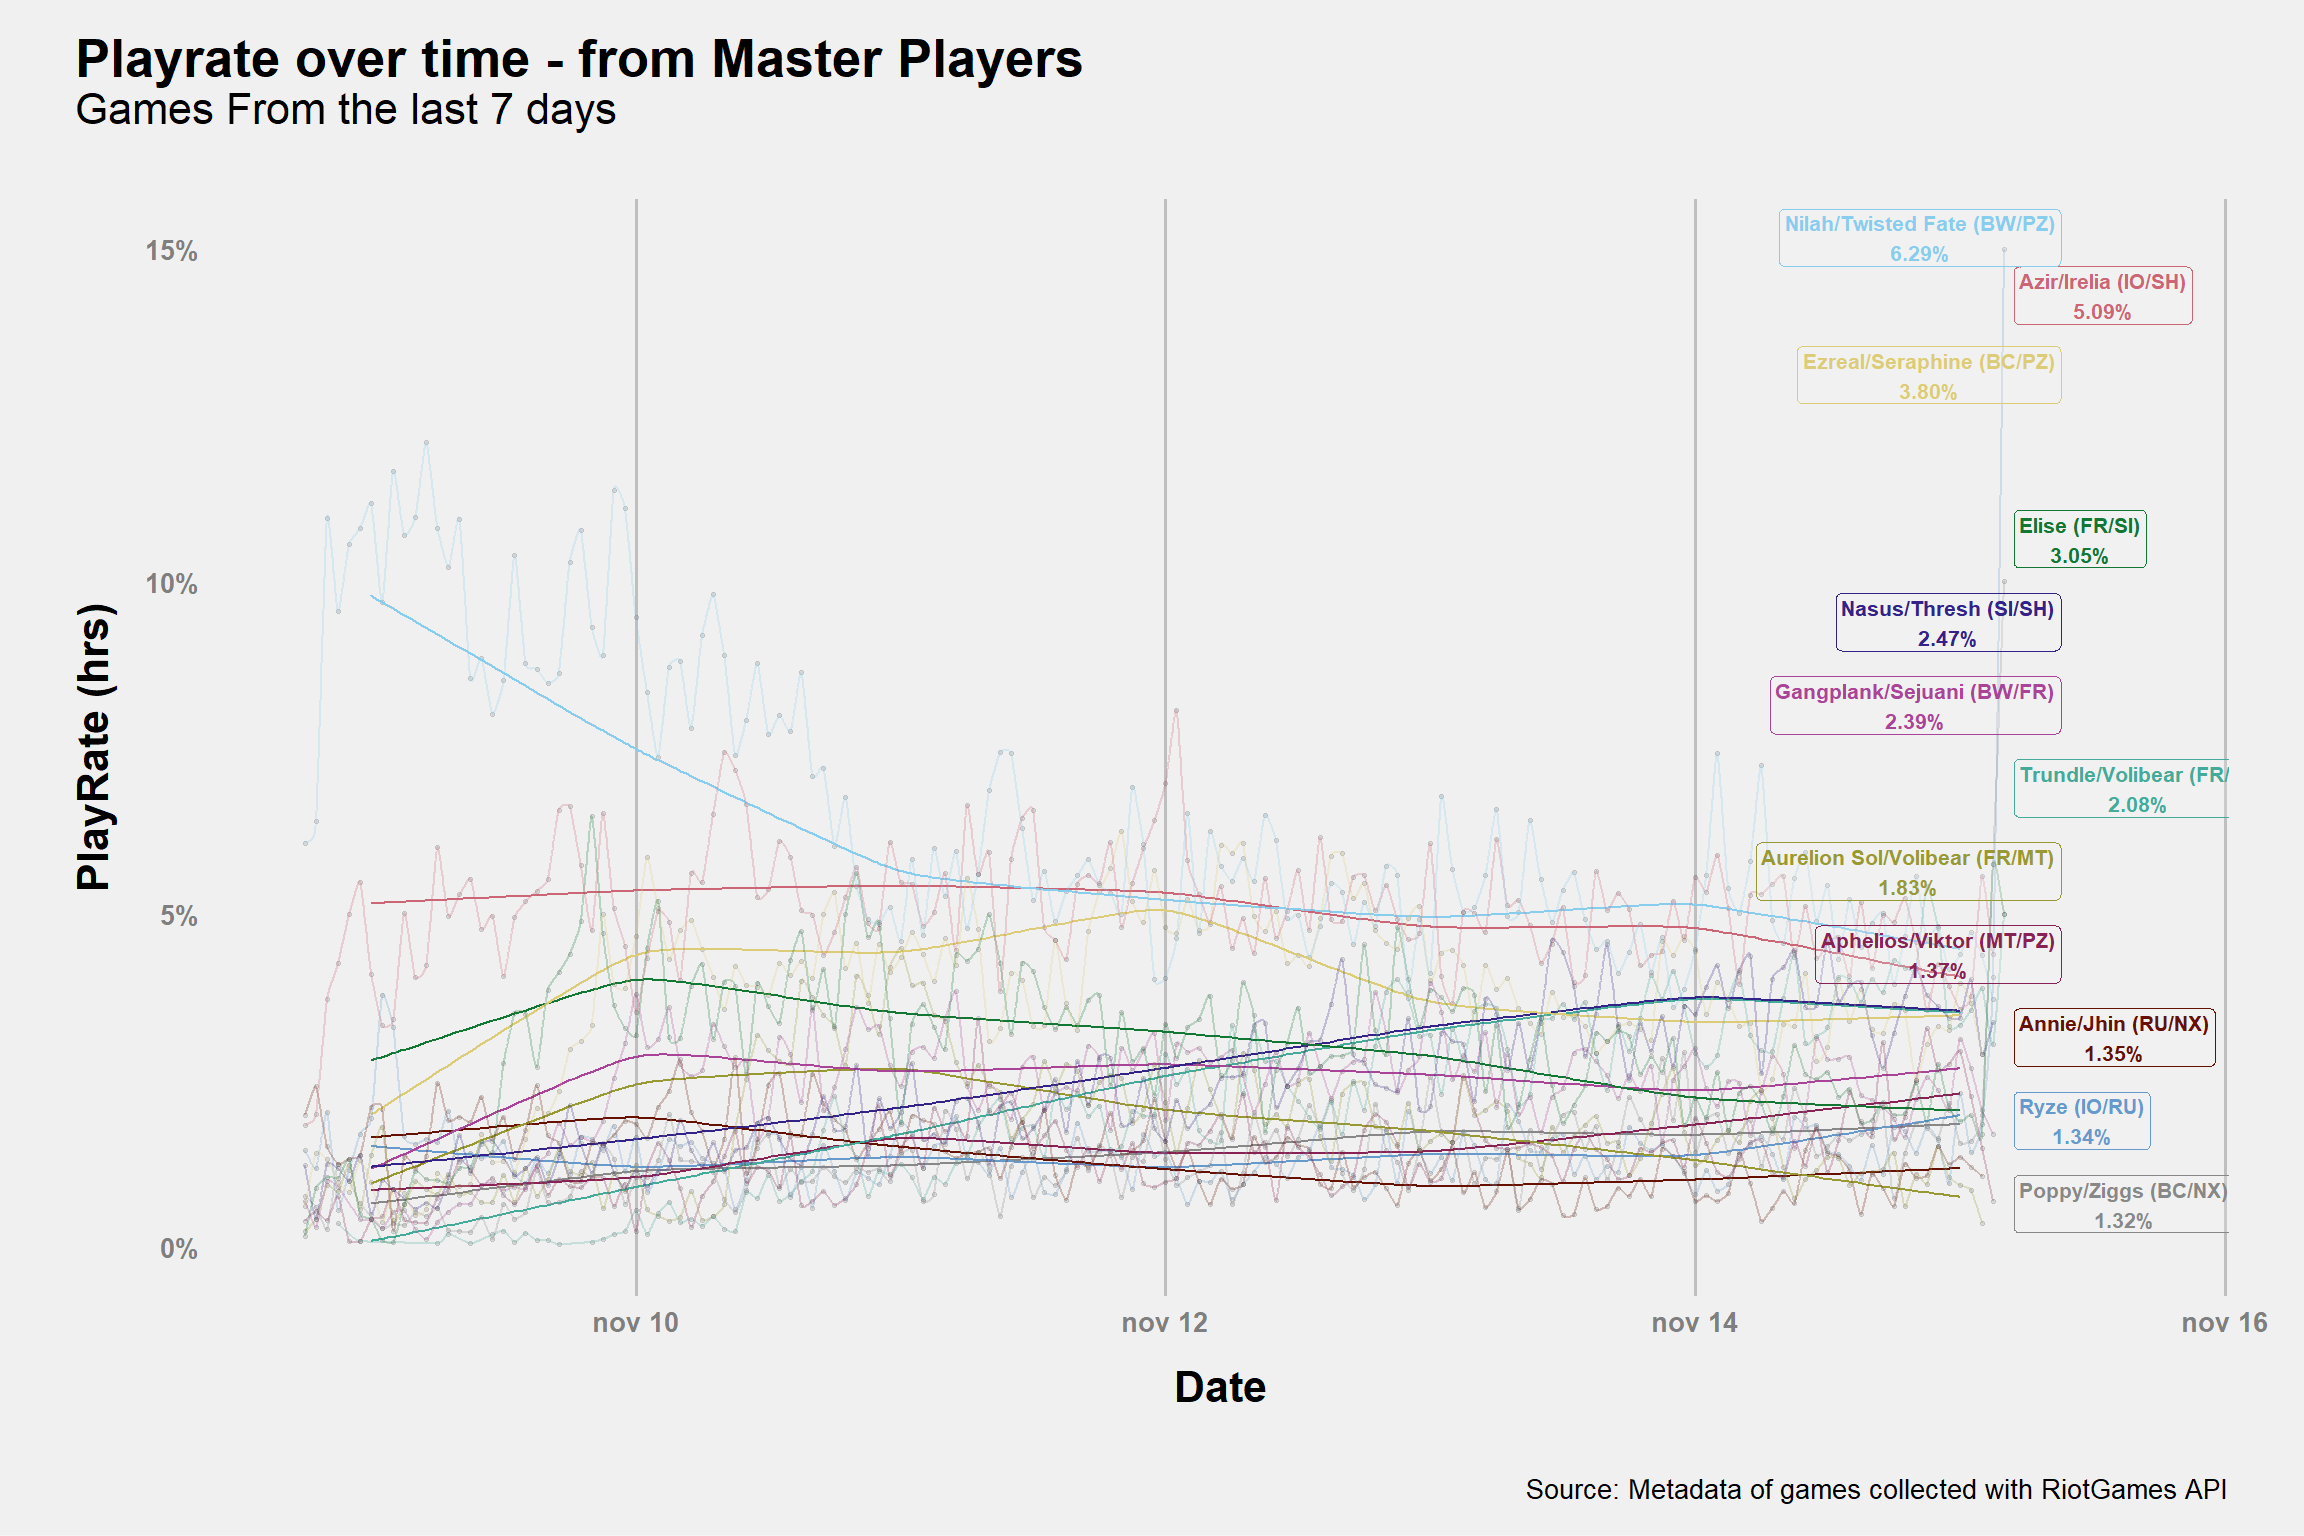 Playrate over time - from Master Players
Games From the last 7 days
PlayRate (hrs)
15%
10%
5%
0%
Nilah/Twisted Fate (BW/PZ)
6.29%
Azir/Irelia (IO/SH)
5.09%
Ezreal/Seraphine (BC/PZ)
3.80%
Elise (FR/SI)
3.05%
Nasus/Thresh (SI/SH)
2.47%
Gangplank/Sejuani (BW/FR)
2.39%
Trundle/Volibear (FR/
2.08%
Aurelion Sol/Volibear (FR/MT)
1.83%
Aphelios/Viktor (MT/PZ)
1.37%
Annie/Jhin (RU/NX)
1.35%
Ryze (IO/RU)
1.34%
Poppy/Ziggs (BC/NX)
1.32%
nov 10
nov 12
nov 14
nov 16
Date
Source: Metadata of games collected with RiotGames API